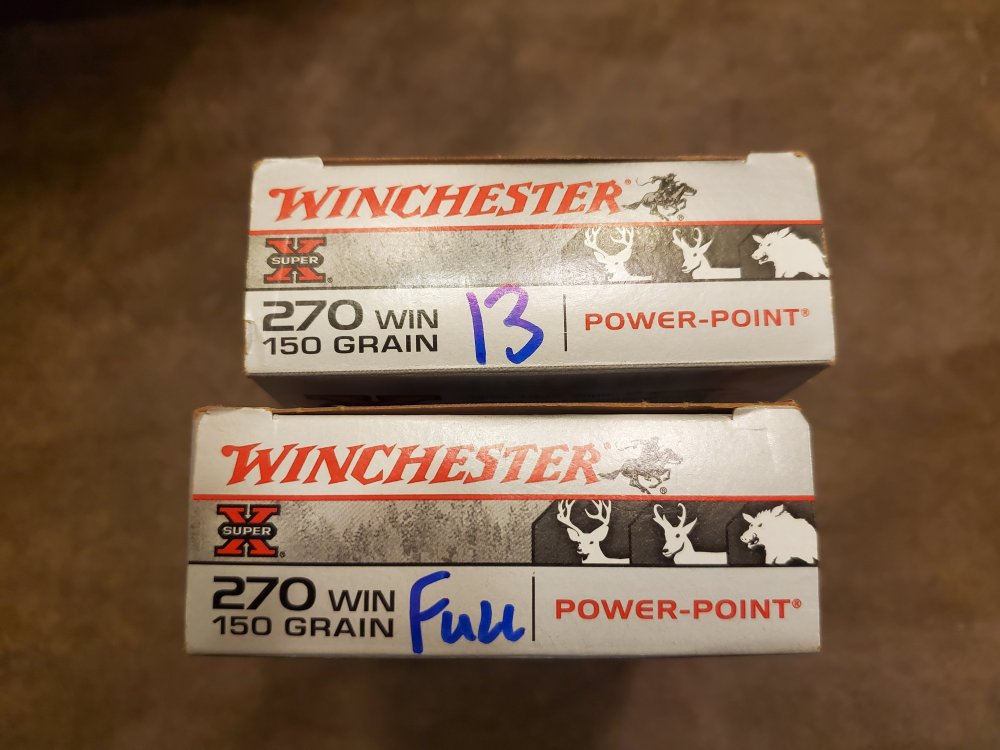 WINCHESTER®
X
SUPER
270 WIN
150 GRAIN
13
POWER-POINT®
WINCHESTER®
X
SUPER
270 WIN
150 GRAIN
Full
POWER-POINT®